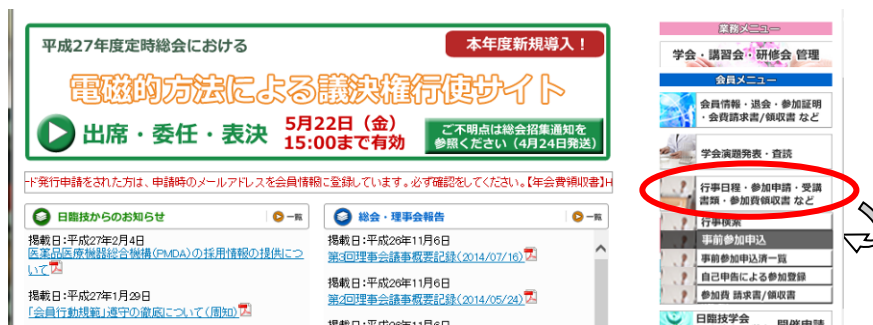 平成27年度定時総会における
本年度新規導入！
電磁的方法による議決権行使サイト
出席・委任・表決
5月22日（金）
15:00まで有効
ご不明点は総会招集通知を
参照ください（4月24日発送）
ド発行申請をされた方は、申請時のメールアドレスを会員情報に登録しています。必ず確認をしてください。【年会費領収書】H
日臨技からのお知らせ
一覧
掲載日：平成27年2月4日
医薬品医療機器総合機構（PMDA）の採用情報の提供につ
いて
掲載日：平成27年1月29日
「会員行動規範」遵守の徹底について（周知）
総会・理事会報告
一覧
掲載日：平成26年11月6日
第3回理事会議事概要記録（2014/07/16）
掲載日：平成26年11月6日
第2回理事会議事概要記録（2014/05/24）
掲載日：平成26年11月6日
業務メニュー
学会・講習会・研修会 管理
会員メニュー
会員情報・退会・参加証明
・会費請求書/領収書 など
学会演題発表・査読
行事日程・参加申請・受講
書類・参加費領収書 など
行事検索
事前参加申込
事前参加申込済一覧
自己申告による参加登録
参加費 請求書/領収書
日臨技学会
開催申請